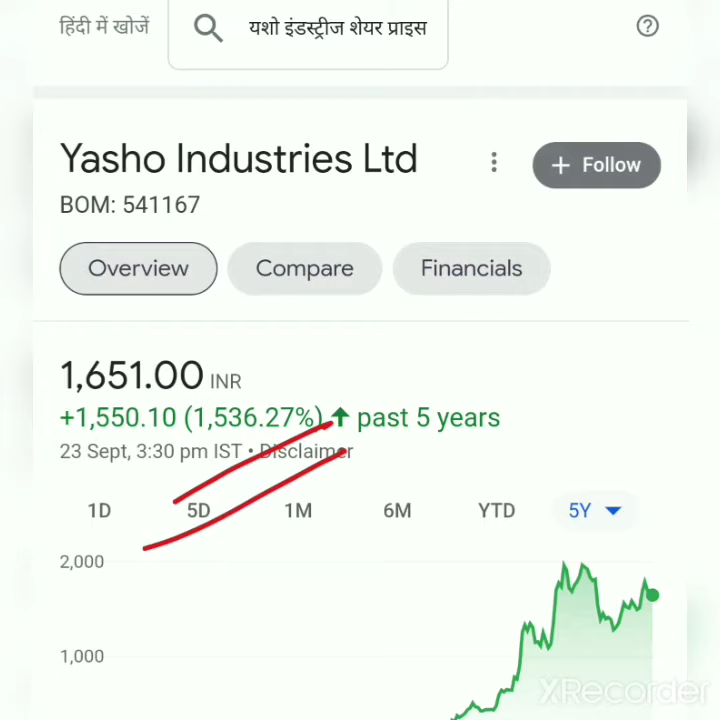 हिंदी में खोजें
यशो इंडस्ट्रीज शेयर प्राइस
Yasho Industries Ltd
+ Follow
BOM: 541167
Overview Compare Financials
1,651.00 INR
+1,550.10 (1,536.27%) ↑ past 5 years
23 Sept, 3:30 pm IST • Disclaimer
1D 5D 1M 6M YTD 5Y
2,000
1,000
XRecorder